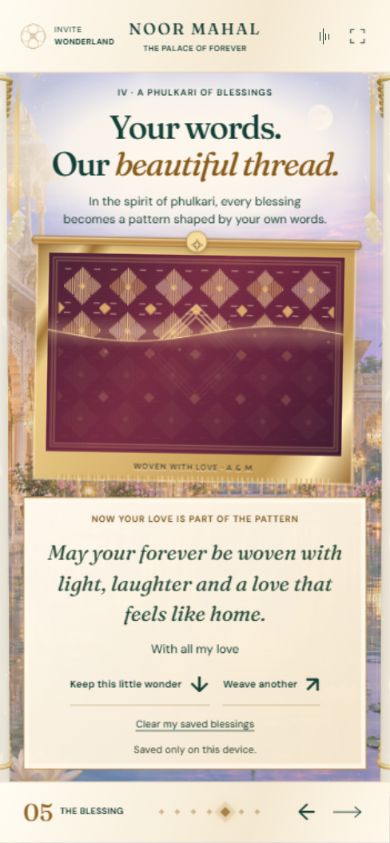 INVITE
WONDERLAND
NOOR MAHAL
THE PALACE OF FOREVER
IV · A PHULKARI OF BLESSINGS
Your words.
Our beautiful thread.
In the spirit of phulkari, every blessing
becomes a pattern shaped by your own words.
WOVEN WITH LOVE · A & M
NOW YOUR LOVE IS PART OF THE PATTERN
May your forever be woven with
light, laughter and a love that
feels like home.
With all my love
Keep this little wonder ↓ Weave another ↗
Clear my saved blessings
Saved only on this device.
05 THE BLESSING ← →